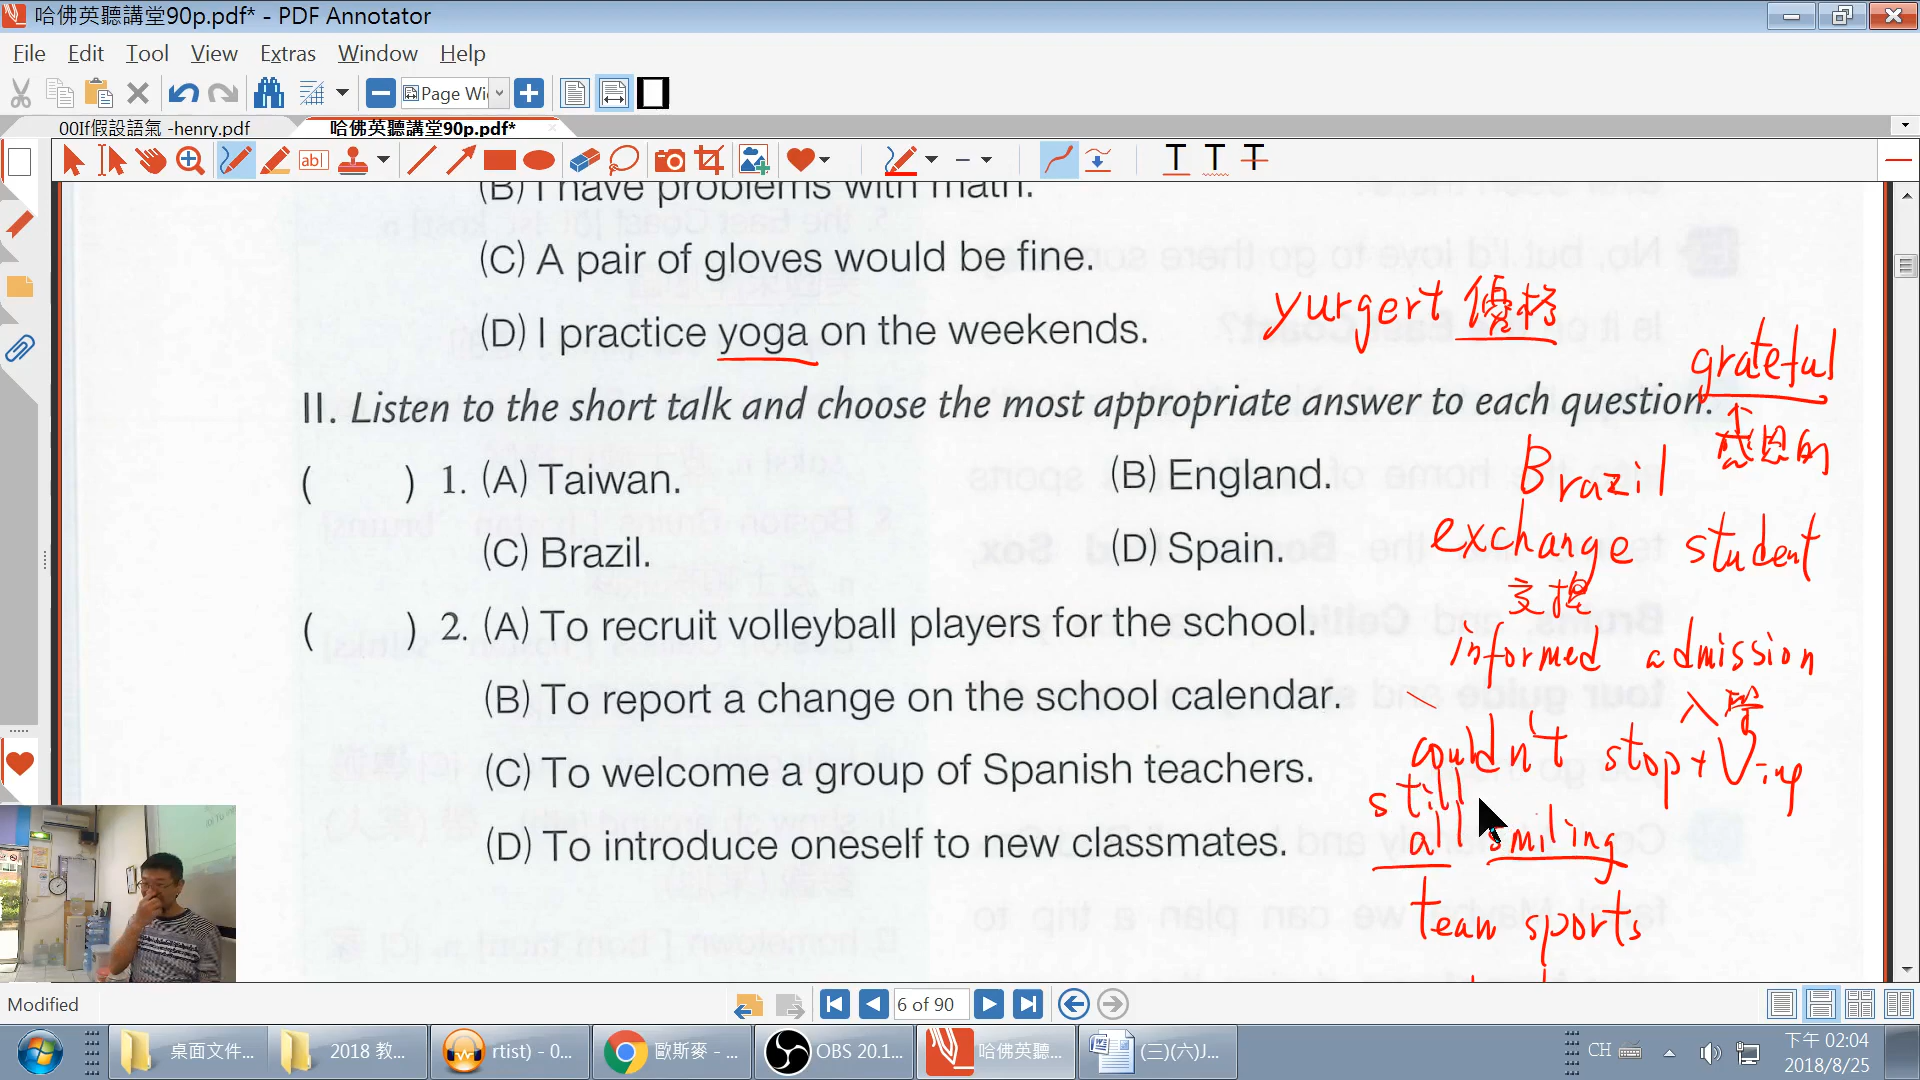 哈佛英聽講堂90p.pdf* - PDF Annotator
File Edit Tool View Extras Window Help
Page Wi
00If假設語氣 -henry.pdf
哈佛英聽講堂90p.pdf*
ab|
T T T
(B) I have problems with math.
(C) A pair of gloves would be fine.
(D) I practice yoga on the weekends.
yurgert 優格
grateful
感恩的
II. Listen to the short talk and choose the most appropriate answer to each question.
( ) 1. (A) Taiwan.
(B) England.
(C) Brazil.
(D) Spain.
Brazil
exchange student
交換
( ) 2. (A) To recruit volleyball players for the school.
(B) To report a change on the school calendar.
(C) To welcome a group of Spanish teachers.
(D) To introduce oneself to new classmates.
informed admission
入學
couldn't stop + V-ing
still
all smiling
team sports
Modified
6 of 90
桌面文件...
2018 教...
rtist) - 0...
歐斯麥 - ...
OBS 20.1...
哈佛英聽...
(三)(六)J...
CH
下午 02:04
2018/8/25